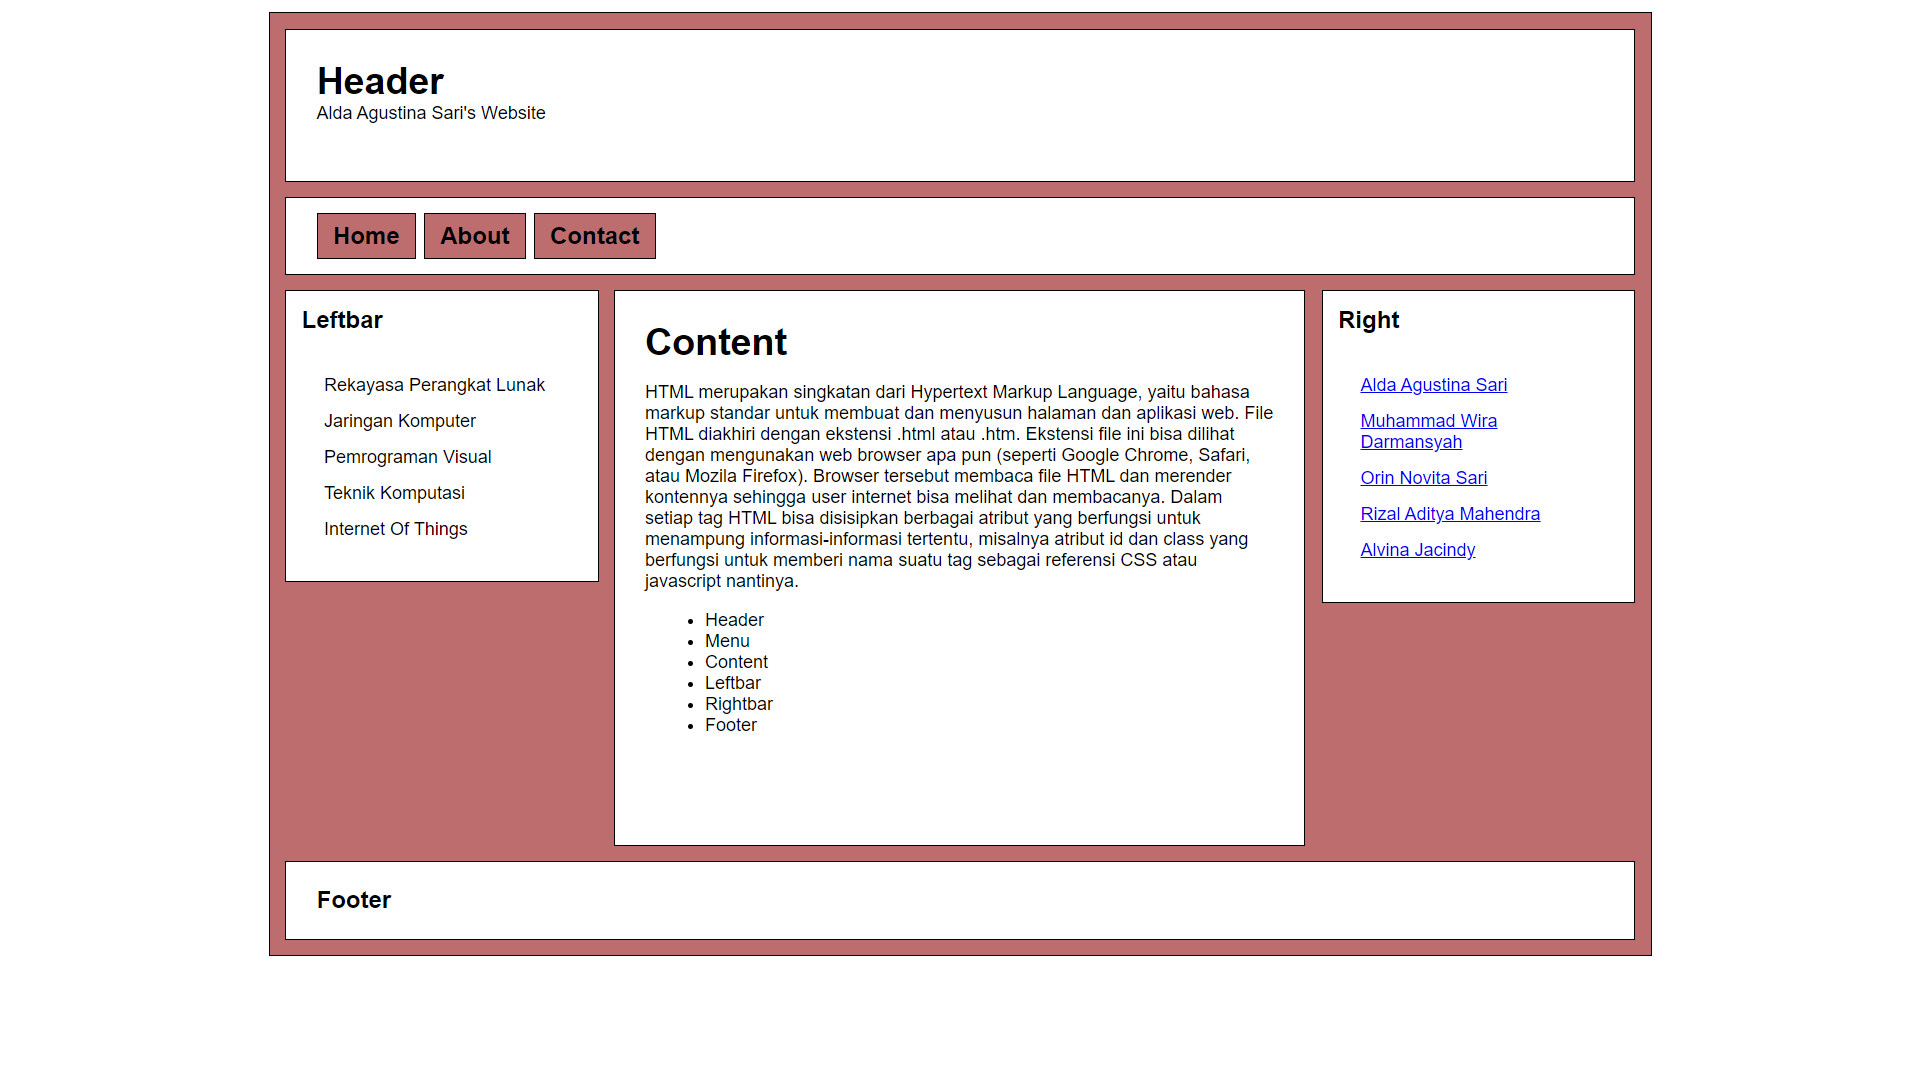 Header
Alda Agustina Sari's Website
Home About Contact
Leftbar
Rekayasa Perangkat Lunak
Jaringan Komputer
Pemrograman Visual
Teknik Komputasi
Internet Of Things
Content
HTML merupakan singkatan dari Hypertext Markup Language, yaitu bahasa
markup standar untuk membuat dan menyusun halaman dan aplikasi web. File
HTML diakhiri dengan ekstensi .html atau .htm. Ekstensi file ini bisa dilihat
dengan mengunakan web browser apa pun (seperti Google Chrome, Safari,
atau Mozila Firefox). Browser tersebut membaca file HTML dan merender
kontennya sehingga user internet bisa melihat dan membacanya. Dalam
setiap tag HTML bisa disisipkan berbagai atribut yang berfungsi untuk
menampung informasi-informasi tertentu, misalnya atribut id dan class yang
berfungsi untuk memberi nama suatu tag sebagai referensi CSS atau
javascript nantinya.
• Header
• Menu
• Content
• Leftbar
• Rightbar
• Footer
Right
Alda Agustina Sari
Muhammad Wira
Darmansyah
Orin Novita Sari
Rizal Aditya Mahendra
Alvina Jacindy
Footer